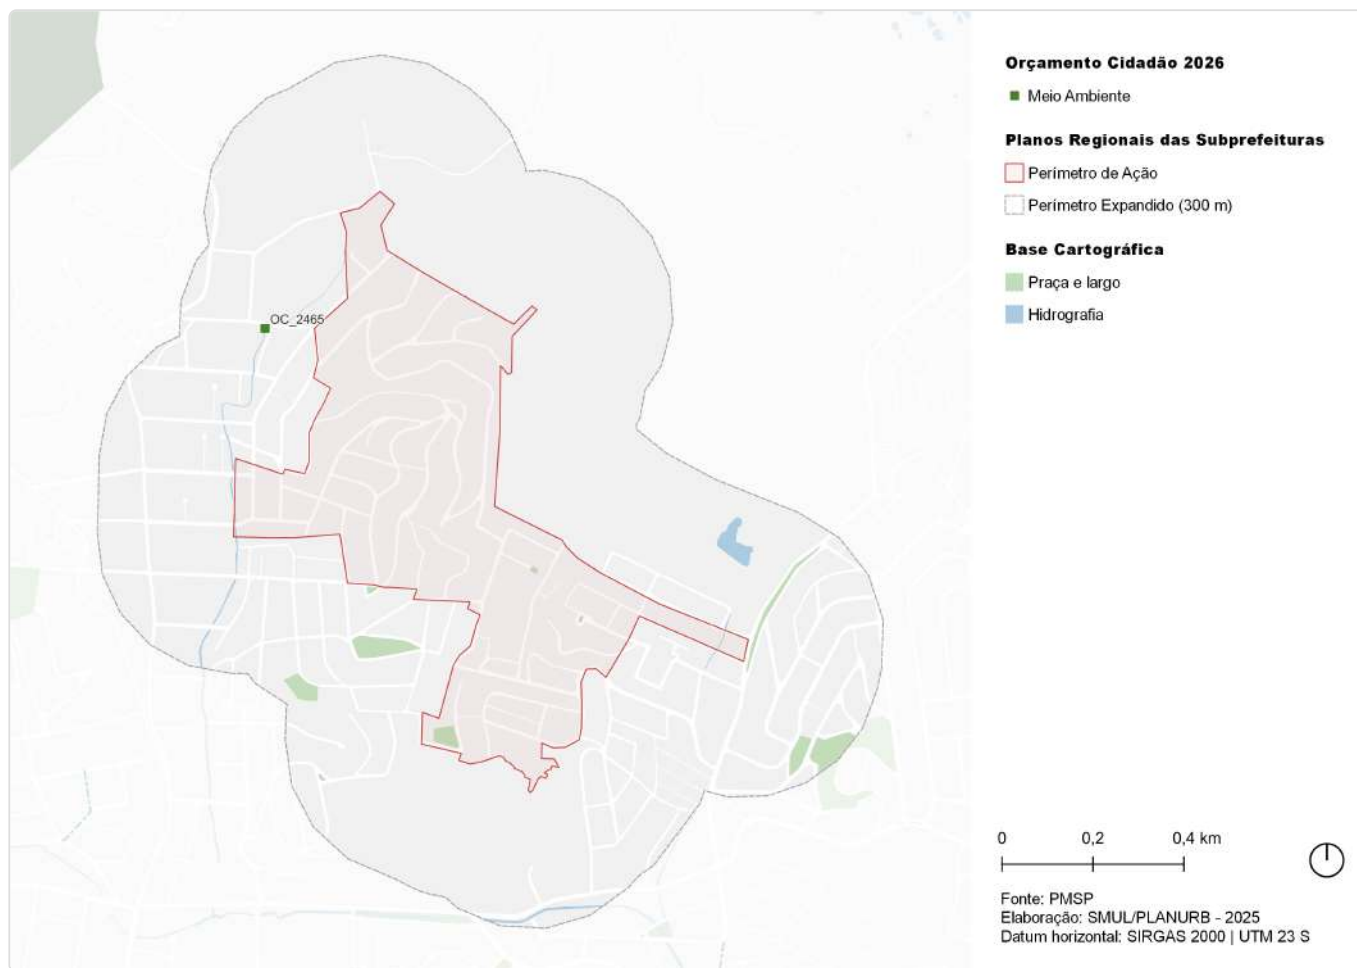 OC_2465
Orçamento Cidadão 2026
Meio Ambiente
Planos Regionais das Subprefeituras
Perímetro de Ação
Perímetro Expandido (300 m)
Base Cartográfica
Praça e largo
Hidrografia
0 0,2 0,4 km
Fonte: PMSP
Elaboração: SMUL/PLANURB - 2025
Datum horizontal: SIRGAS 2000 | UTM 23 S